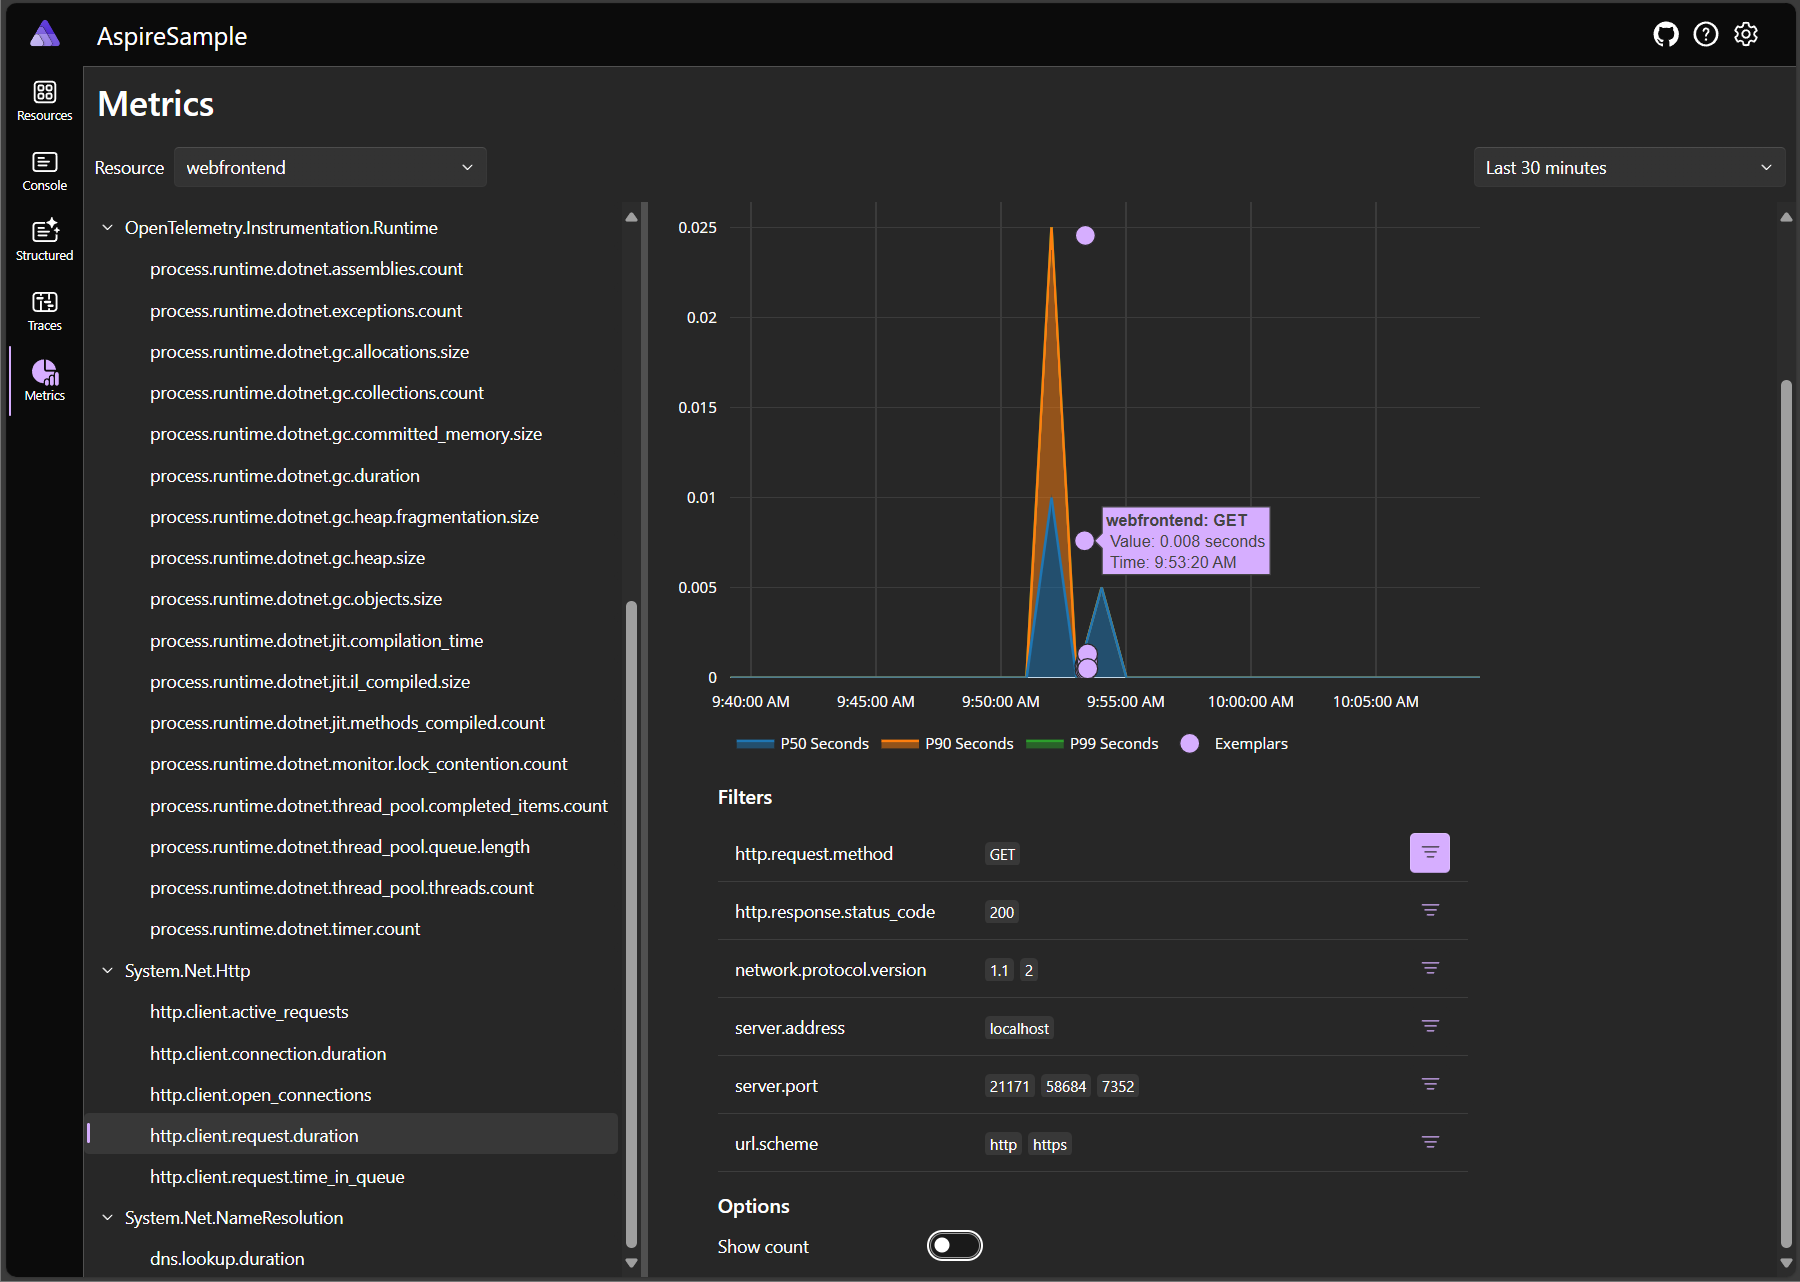 AspireSample
Resources
Console
Structured
Traces
Metrics
Metrics
Resource webfrontend
Last 30 minutes
OpenTelemetry.Instrumentation.Runtime
process.runtime.dotnet.assemblies.count
process.runtime.dotnet.exceptions.count
process.runtime.dotnet.gc.allocations.size
process.runtime.dotnet.gc.collections.count
process.runtime.dotnet.gc.committed_memory.size
process.runtime.dotnet.gc.duration
process.runtime.dotnet.gc.heap.fragmentation.size
process.runtime.dotnet.gc.heap.size
process.runtime.dotnet.gc.objects.size
process.runtime.dotnet.jit.compilation_time
process.runtime.dotnet.jit.il_compiled.size
process.runtime.dotnet.jit.methods_compiled.count
process.runtime.dotnet.monitor.lock_contention.count
process.runtime.dotnet.thread_pool.completed_items.count
process.runtime.dotnet.thread_pool.queue.length
process.runtime.dotnet.thread_pool.threads.count
process.runtime.dotnet.timer.count
System.Net.Http
http.client.active_requests
http.client.connection.duration
http.client.open_connections
http.client.request.duration
http.client.request.time_in_queue
System.Net.NameResolution
dns.lookup.duration
0.025
0.02
0.015
0.01
0.005
0
webfrontend: GET
Value: 0.008 seconds
Time: 9:53:20 AM
9:40:00 AM 9:45:00 AM 9:50:00 AM 9:55:00 AM 10:00:00 AM 10:05:00 AM
P50 Seconds P90 Seconds P99 Seconds Exemplars
Filters
http.request.method GET
http.response.status_code 200
network.protocol.version 1.1 2
server.address localhost
server.port 21171 58684 7352
url.scheme http https
Options
Show count